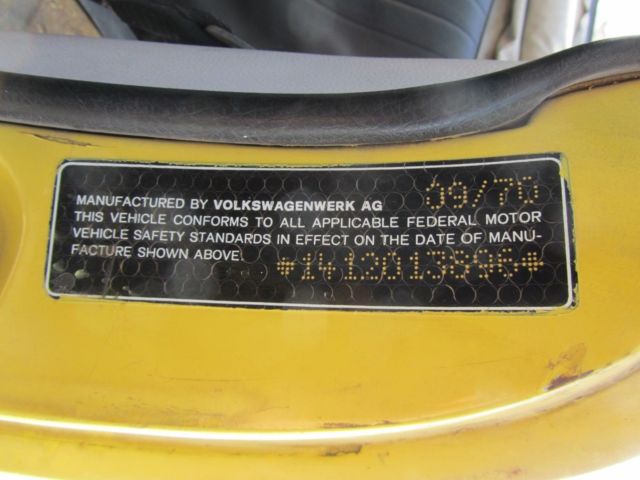 MANUFACTURED BY VOLKSWAGENWERK AG 09/70
THIS VEHICLE CONFORMS TO ALL APPLICABLE FEDERAL MOTOR
VEHICLE SAFETY STANDARDS IN EFFECT ON THE DATE OF MANU-
FACTURE SHOWN ABOVE.